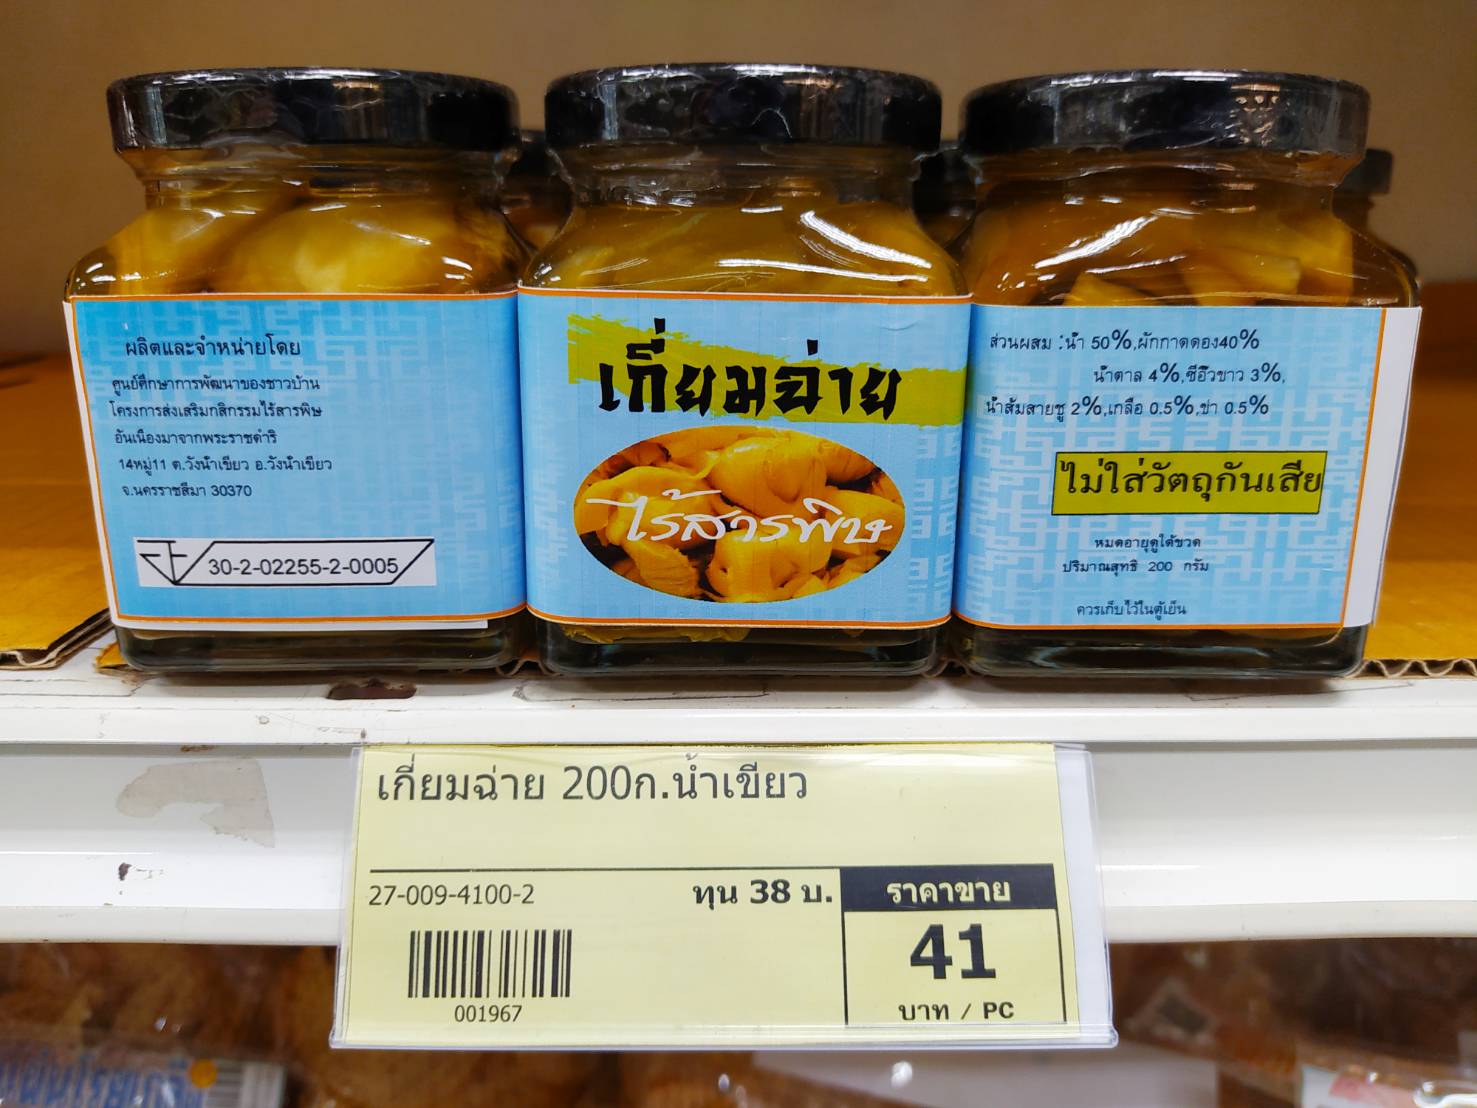 ผลิตและจำหน่ายโดย
ศูนย์ศึกษาการพัฒนาของชาวบ้าน
โครงการส่งเสริมกสิกรรมไร้สารพิษ
อันเนื่องมาจากพระราชดำริ
14หมู่11 ต.วังน้ำเขียว อ.วังน้ำเขียว
จ.นครราชสีมา 30370
30-2-02255-2-0005
เกี่ยมฉ่าย
ไร้สารพิษ
ส่วนผสม :น้ำ 50%,ผักกาดดอง40%
น้ำตาล 4%,ซีอิ๊วขาว 3%,
น้ำส้มสายชู 2%,เกลือ 0.5%,ข่า 0.5%
ไม่ใส่วัตถุกันเสีย
หมดอายุดูใต้ขวด
ปริมาณสุทธิ 200 กรัม
ควรเก็บไว้ในตู้เย็น
เกี่ยมฉ่าย 200ก.น้ำเขียว
27-009-4100-2
ทุน 38 บ.
ราคาขาย
41
บาท / PC
001967